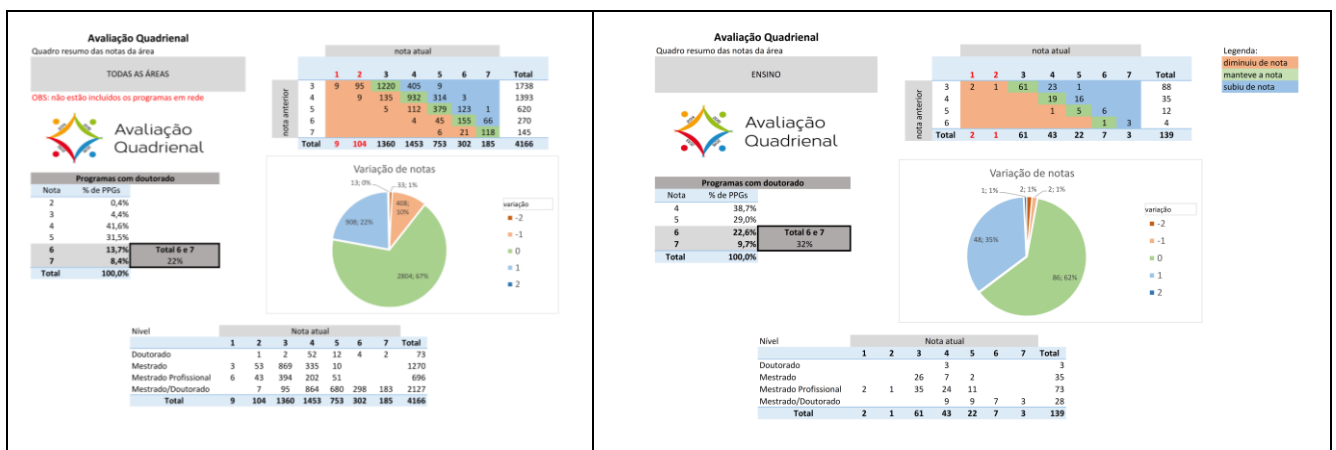 Avaliação Quadrienal
Quadro resumo das notas da área
TODAS AS ÁREAS
OBS: não estão incluídos os programas em rede
Avaliação
Quadrienal
nota atual
1 2 3 4 5 6 7 Total
nota anterior
3 9 95 1220 405 9 1738
4 9 135 932 314 3 1393
5 5 112 379 123 1 620
6 4 45 155 66 270
7 6 21 118 145
Total 9 104 1360 1453 753 302 185 4166
Programas com doutorado
Nota % de PPGs
2 0,4%
3 4,4%
4 41,6%
5 31,5%
6 13,7% Total 6 e 7
7 8,4% 22%
Total 100,0%
Variação de notas
13; 0%
33; 1%
408; 10%
908; 22%
2804; 67%
variação
-2
-1
0
1
2
Nível Nota atual
1 2 3 4 5 6 7 Total
Doutorado 1 2 52 12 4 2 73
Mestrado 3 53 869 335 10 1270
Mestrado Profissional 6 43 394 202 51 696
Mestrado/Doutorado 7 95 864 680 298 183 2127
Total 9 104 1360 1453 753 302 185 4166
Avaliação Quadrienal
Quadro resumo das notas da área
ENSINO
Avaliação
Quadrienal
nota atual
1 2 3 4 5 6 7 Total
nota anterior
3 2 1 61 23 1 88
4 19 16 35
5 1 5 6 12
6 1 3 4
Total 2 1 61 43 22 7 3 139
Legenda:
diminuiu de nota
manteve a nota
subiu de nota
Programas com doutorado
Nota % de PPGs
4 38,7%
5 29,0%
6 22,6% Total 6 e 7
7 9,7% 32%
Total 100,0%
Variação de notas
1; 1%
2; 1%
2; 1%
48; 35%
86; 62%
variação
-2
-1
0
1
2
Nível Nota atual
1 2 3 4 5 6 7 Total
Doutorado 3 3
Mestrado 26 7 2 35
Mestrado Profissional 2 1 35 24 11 73
Mestrado/Doutorado 9 9 7 3 28
Total 2 1 61 43 22 7 3 139